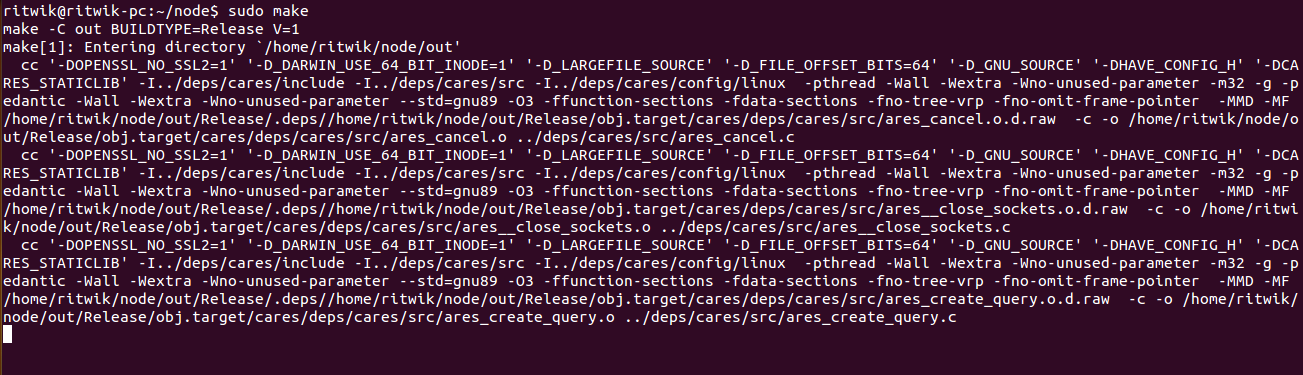 ritwik@ritwik-pc:~/node$ sudo make
make -C out BUILDTYPE=Release V=1
make[1]: Entering directory `/home/ritwik/node/out'
  cc '-DOPENSSL_NO_SSL2=1' '-D_DARWIN_USE_64_BIT_INODE=1' '-D_LARGEFILE_SOURCE' '-D_FILE_OFFSET_BITS=64' '-D_GNU_SOURCE' '-DHAVE_CONFIG_H' '-DCA
RES_STATICLIB' -I../deps/cares/include -I../deps/cares/src -I../deps/cares/config/linux  -pthread -Wall -Wextra -Wno-unused-parameter -m32 -g -p
edantic -Wall -Wextra -Wno-unused-parameter --std=gnu89 -O3 -ffunction-sections -fdata-sections -fno-tree-vrp -fno-omit-frame-pointer  -MMD -MF
/home/ritwik/node/out/Release/.deps//home/ritwik/node/out/Release/obj.target/cares/deps/cares/src/ares_cancel.o.d.raw  -c -o /home/ritwik/node/o
ut/Release/obj.target/cares/deps/cares/src/ares_cancel.o ../deps/cares/src/ares_cancel.c
  cc '-DOPENSSL_NO_SSL2=1' '-D_DARWIN_USE_64_BIT_INODE=1' '-D_LARGEFILE_SOURCE' '-D_FILE_OFFSET_BITS=64' '-D_GNU_SOURCE' '-DHAVE_CONFIG_H' '-DCA
RES_STATICLIB' -I../deps/cares/include -I../deps/cares/src -I../deps/cares/config/linux  -pthread -Wall -Wextra -Wno-unused-parameter -m32 -g -p
edantic -Wall -Wextra -Wno-unused-parameter --std=gnu89 -O3 -ffunction-sections -fdata-sections -fno-tree-vrp -fno-omit-frame-pointer  -MMD -MF
/home/ritwik/node/out/Release/.deps//home/ritwik/node/out/Release/obj.target/cares/deps/cares/src/ares__close_sockets.o.d.raw  -c -o /home/ritwi
k/node/out/Release/obj.target/cares/deps/cares/src/ares__close_sockets.o ../deps/cares/src/ares__close_sockets.c
  cc '-DOPENSSL_NO_SSL2=1' '-D_DARWIN_USE_64_BIT_INODE=1' '-D_LARGEFILE_SOURCE' '-D_FILE_OFFSET_BITS=64' '-D_GNU_SOURCE' '-DHAVE_CONFIG_H' '-DCA
RES_STATICLIB' -I../deps/cares/include -I../deps/cares/src -I../deps/cares/config/linux  -pthread -Wall -Wextra -Wno-unused-parameter -m32 -g -p
edantic -Wall -Wextra -Wno-unused-parameter --std=gnu89 -O3 -ffunction-sections -fdata-sections -fno-tree-vrp -fno-omit-frame-pointer  -MMD -MF
/home/ritwik/node/out/Release/.deps//home/ritwik/node/out/Release/obj.target/cares/deps/cares/src/ares_create_query.o.d.raw  -c -o /home/ritwik/
node/out/Release/obj.target/cares/deps/cares/src/ares_create_query.o ../deps/cares/src/ares_create_query.c